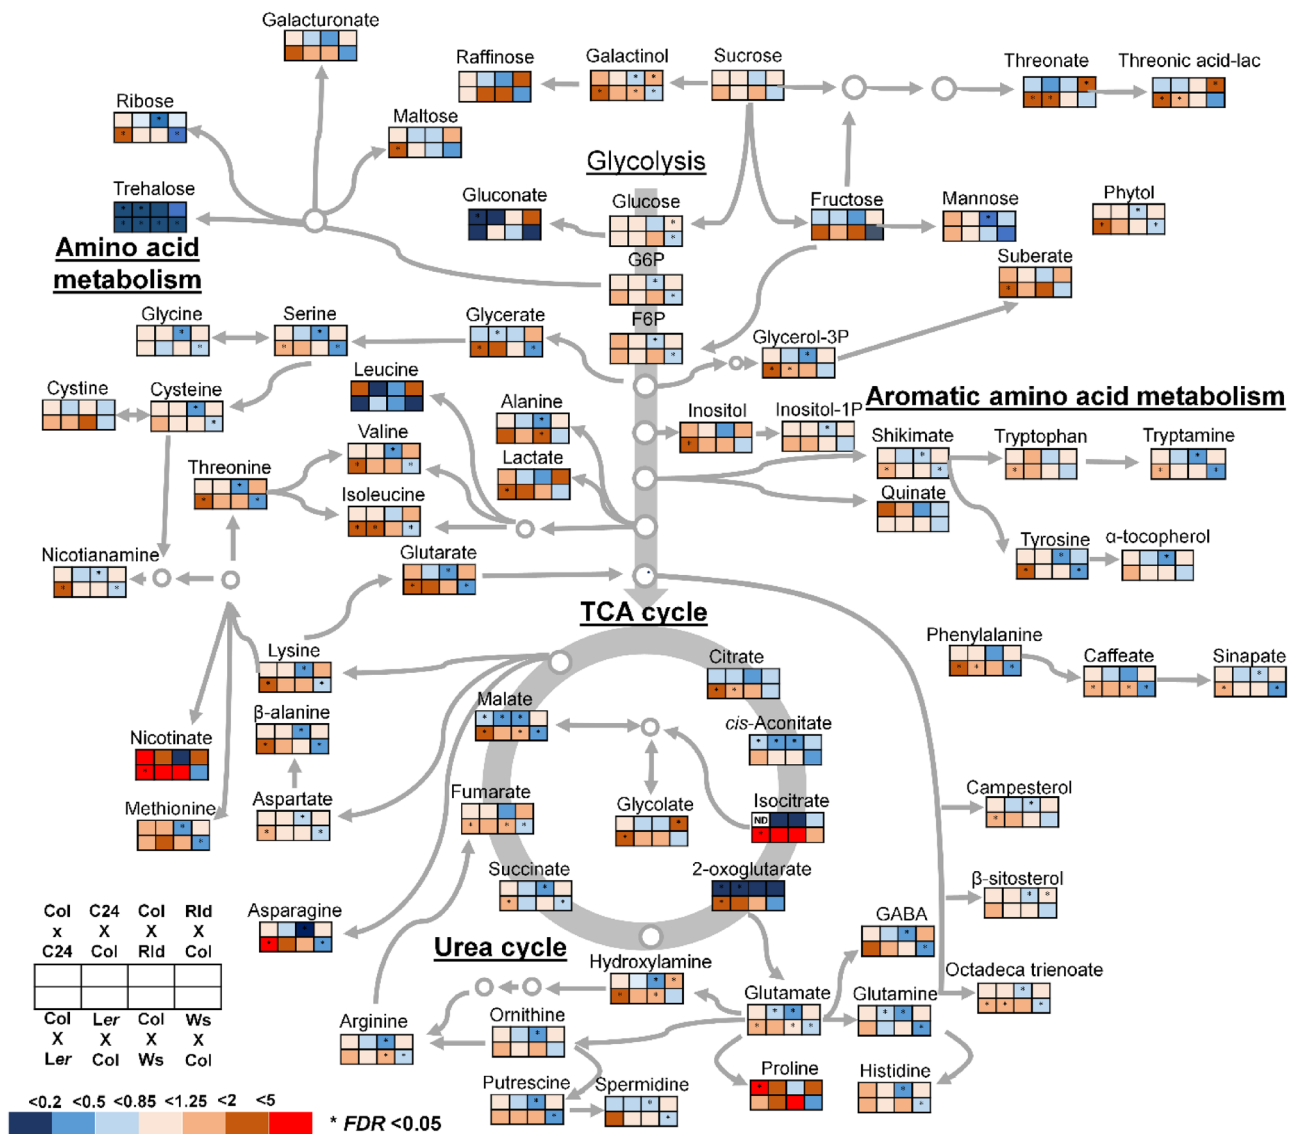 Galacturonate
Raffinose
Galactinol
Sucrose
Threonate
Threonic acid-lac
Ribose
Maltose
Glycolysis
Trehalose
Gluconate
Glucose
Fructose
Mannose
Phytol
Amino acid
metabolism
G6P
Suberate
Glycine
Serine
Glycerate
F6P
Glycerol-3P
Leucine
Cystine
Cysteine
Alanine
Inositol
Inositol-1P
Aromatic amino acid metabolism
Valine
Shikimate
Tryptophan
Tryptamine
Threonine
Lactate
Isoleucine
Quinate
Nicotianamine
Glutarate
Tyrosine
α-tocopherol
TCA cycle
Lysine
Citrate
Phenylalanine
Caffeate
Sinapate
Malate
β-alanine
cis-Aconitate
Nicotinate
Methionine
Aspartate
Fumarate
Glycolate
Isocitrate
ND
Campesterol
Succinate
2-oxoglutarate
β-sitosterol
Asparagine
GABA
Urea cycle
Hydroxylamine
Octadeca trienoate
Glutamate
Glutamine
Arginine
Ornithine
Proline
Histidine
Putrescine
Spermidine
Col C24 Col Rld
x X X X
C24 Col Rld Col
Col Ler Col Ws
X X X X
Ler Col Ws Col
<0.2 <0.5 <0.85 <1.25 <2 <5
* FDR <0.05